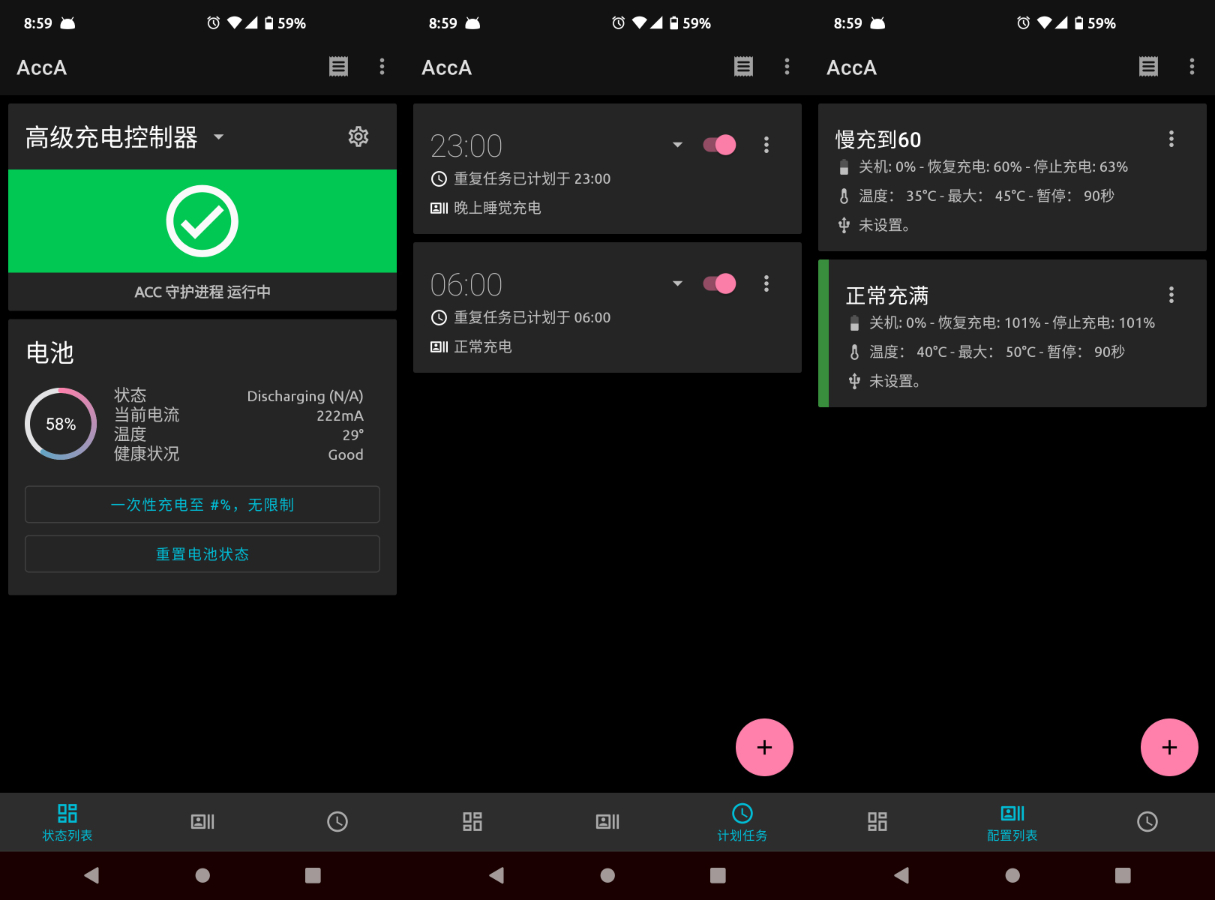 8:59 59%
AccA
高级充电控制器
ACC 守护进程 运行中
电池
58%
状态 Discharging (N/A)
当前电流 222mA
温度 29°
健康状况 Good
一次性充电至 #%，无限制
重置电池状态
状态列表
8:59 59%
AccA
23:00
重复任务已计划于 23:00
晚上睡觉充电
06:00
重复任务已计划于 06:00
正常充电
+
计划任务
8:59 59%
AccA
慢充到60
关机: 0% - 恢复充电: 60% - 停止充电: 63%
温度： 35°C - 最大： 45°C - 暂停： 90秒
未设置。
正常充满
关机: 0% - 恢复充电: 101% - 停止充电: 101%
温度： 40°C - 最大： 50°C - 暂停： 90秒
未设置。
+
配置列表